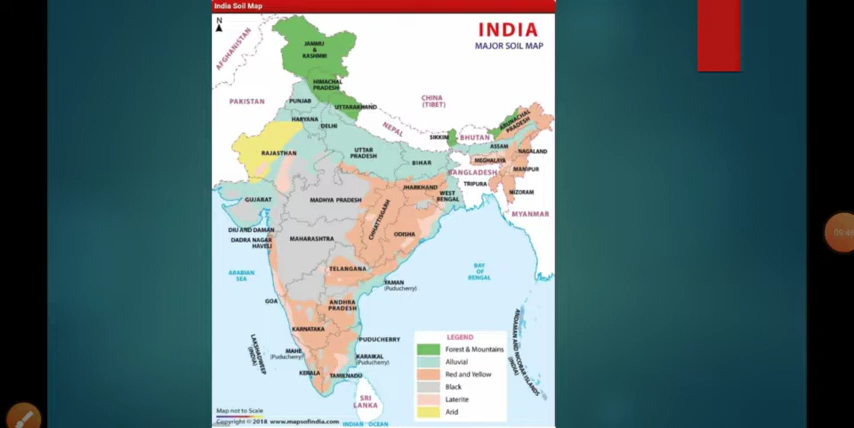 India Soil Map
N
INDIA
MAJOR SOIL MAP
AFGHANISTAN
JAMMU
&
KASHMIR
HIMACHAL
PRADESH
PAKISTAN
PUNJAB
UTTARAKHAND
CHINA
(TIBET)
HARYANA
DELHI
NEPAL
SIKKIM
BHUTAN
ARUNACHAL
PRADESH
RAJASTHAN
UTTAR
PRADESH
BIHAR
ASSAM
NAGALAND
MEGHALAYA
MANIPUR
BANGLADESH
TRIPURA
MIZORAM
GUJARAT
MADHYA PRADESH
JHARKHAND
WEST
BENGAL
MYANMAR
CHHATTISGARH
DIU AND DAMAN
DADRA NAGAR
HAVELI
MAHARASHTRA
ODISHA
ARABIAN
SEA
TELANGANA
BAY
OF
BENGAL
YAMAN
(Puducherry)
GOA
ANDHRA
PRADESH
KARNATAKA
ANDAMAN AND NICOBAR ISLANDS
(INDIA)
LAKSHADWEEP
(INDIA)
PUDUCHERRY
MAHE
(Puducherry)
KARAIKAL
(Puducherry)
KERALA
TAMILNADU
SRI
LANKA
INDIAN OCEAN
LEGEND
Forest & Mountains
Alluvial
Red and Yellow
Black
Laterite
Arid
Map not to Scale
Copyright © 2018 www.mapsofindia.com